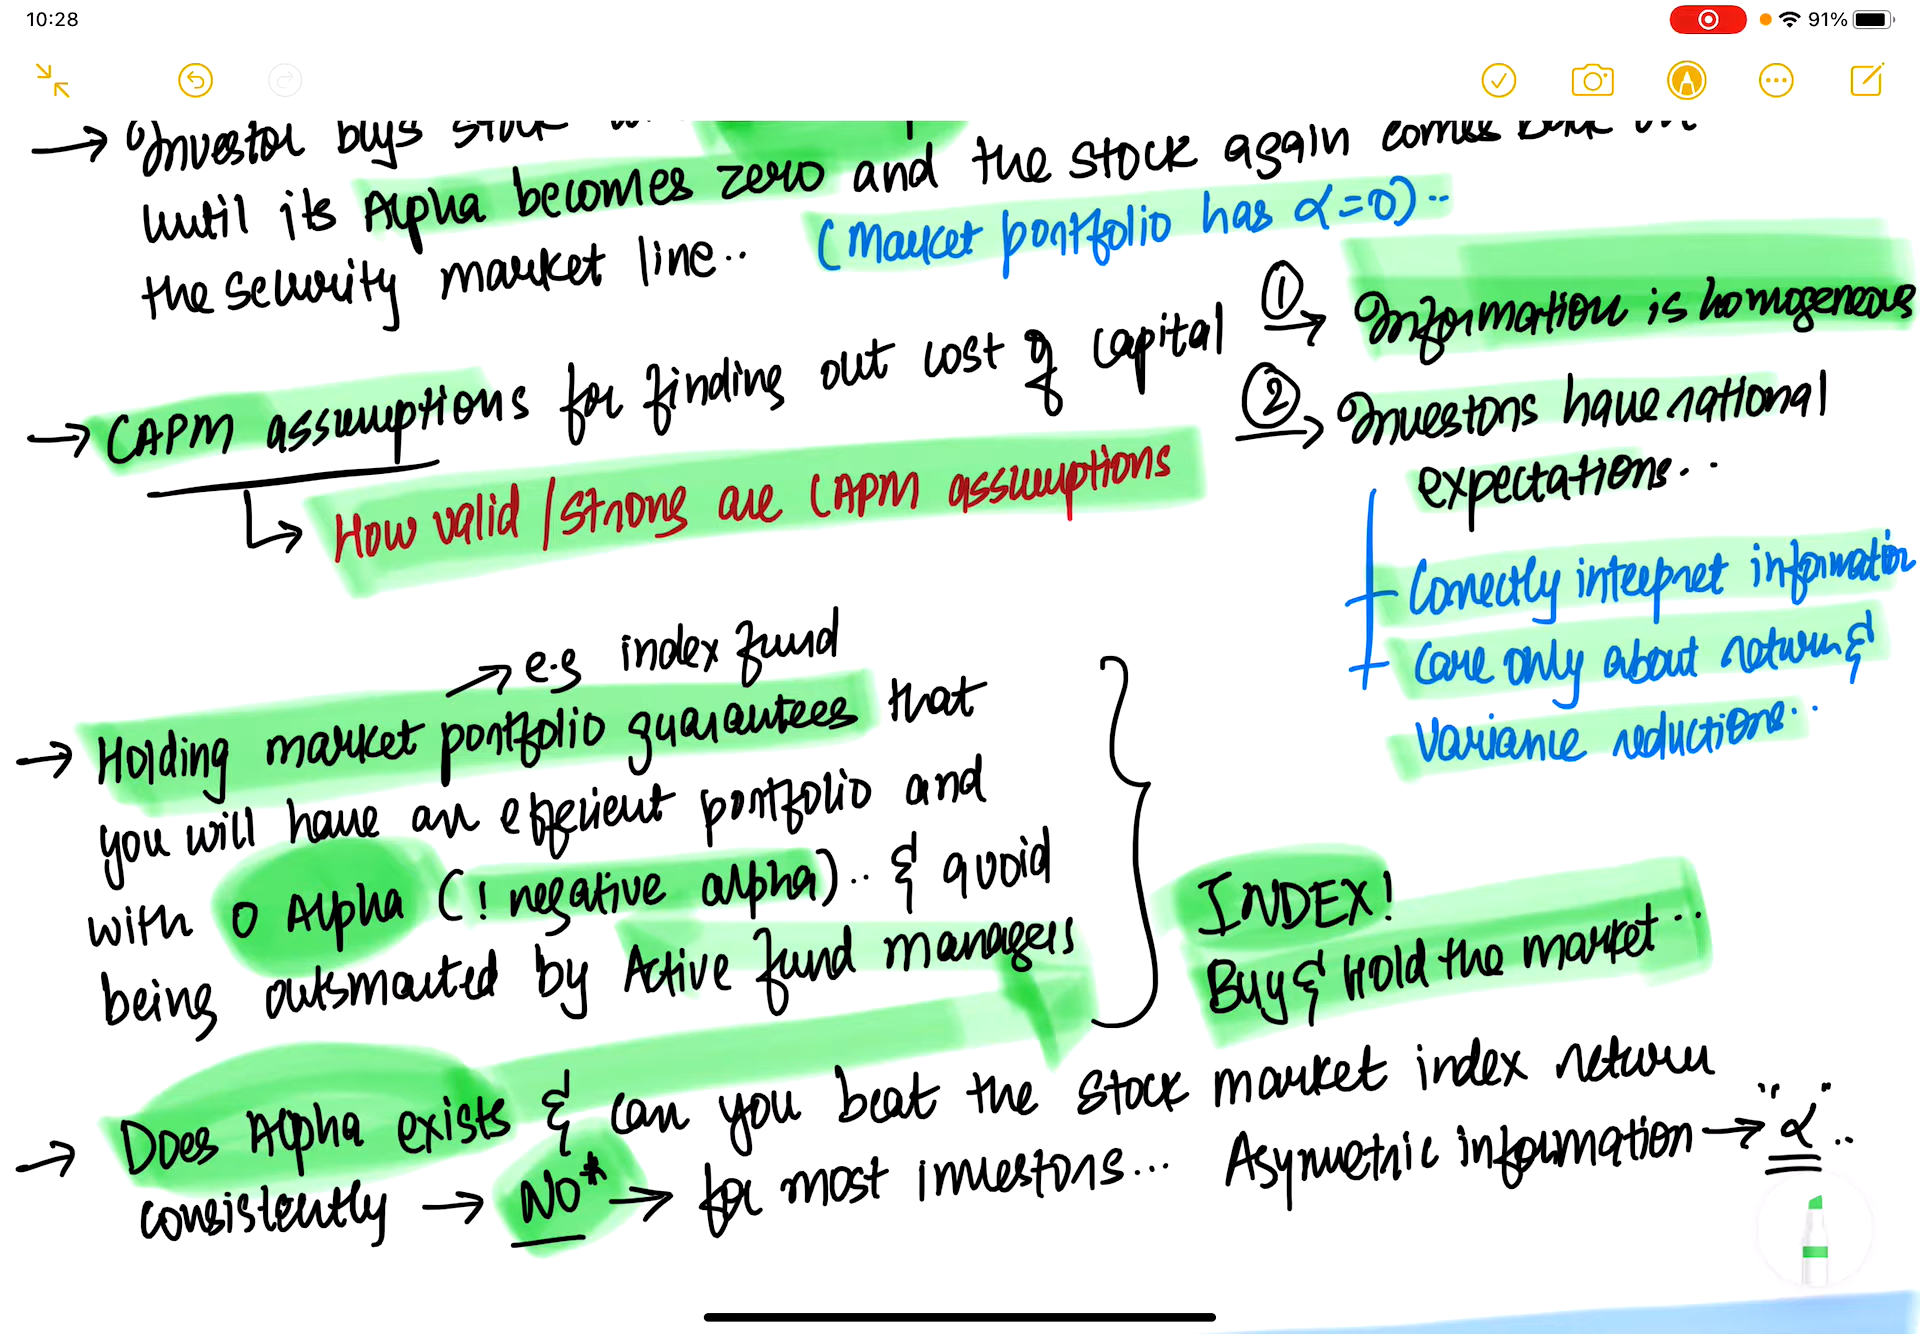 10:28
91%
→ Investor buys stock
until its Alpha becomes zero and the stock again comes back
the security market line.. (Market portfolio has α=0)..
→ CAPM assumptions for finding out cost of capital
↳ How valid / strong are CAPM assumptions
① → Information is homogeneous
② → Investors have rational
expectations..
Correctly interpret information
Care only about return &
variance reductions..
→ e.g index fund
→ Holding market portfolio guarantees that
you will have an efficient portfolio and
with 0 Alpha (! negative alpha).. & avoid
being outsmarted by Active fund managers
INDEX!
Buy & Hold the market..
→ Does Alpha exists & can you beat the stock market index return
consistently → No* → for most investors... Asymmetric information → "α"..